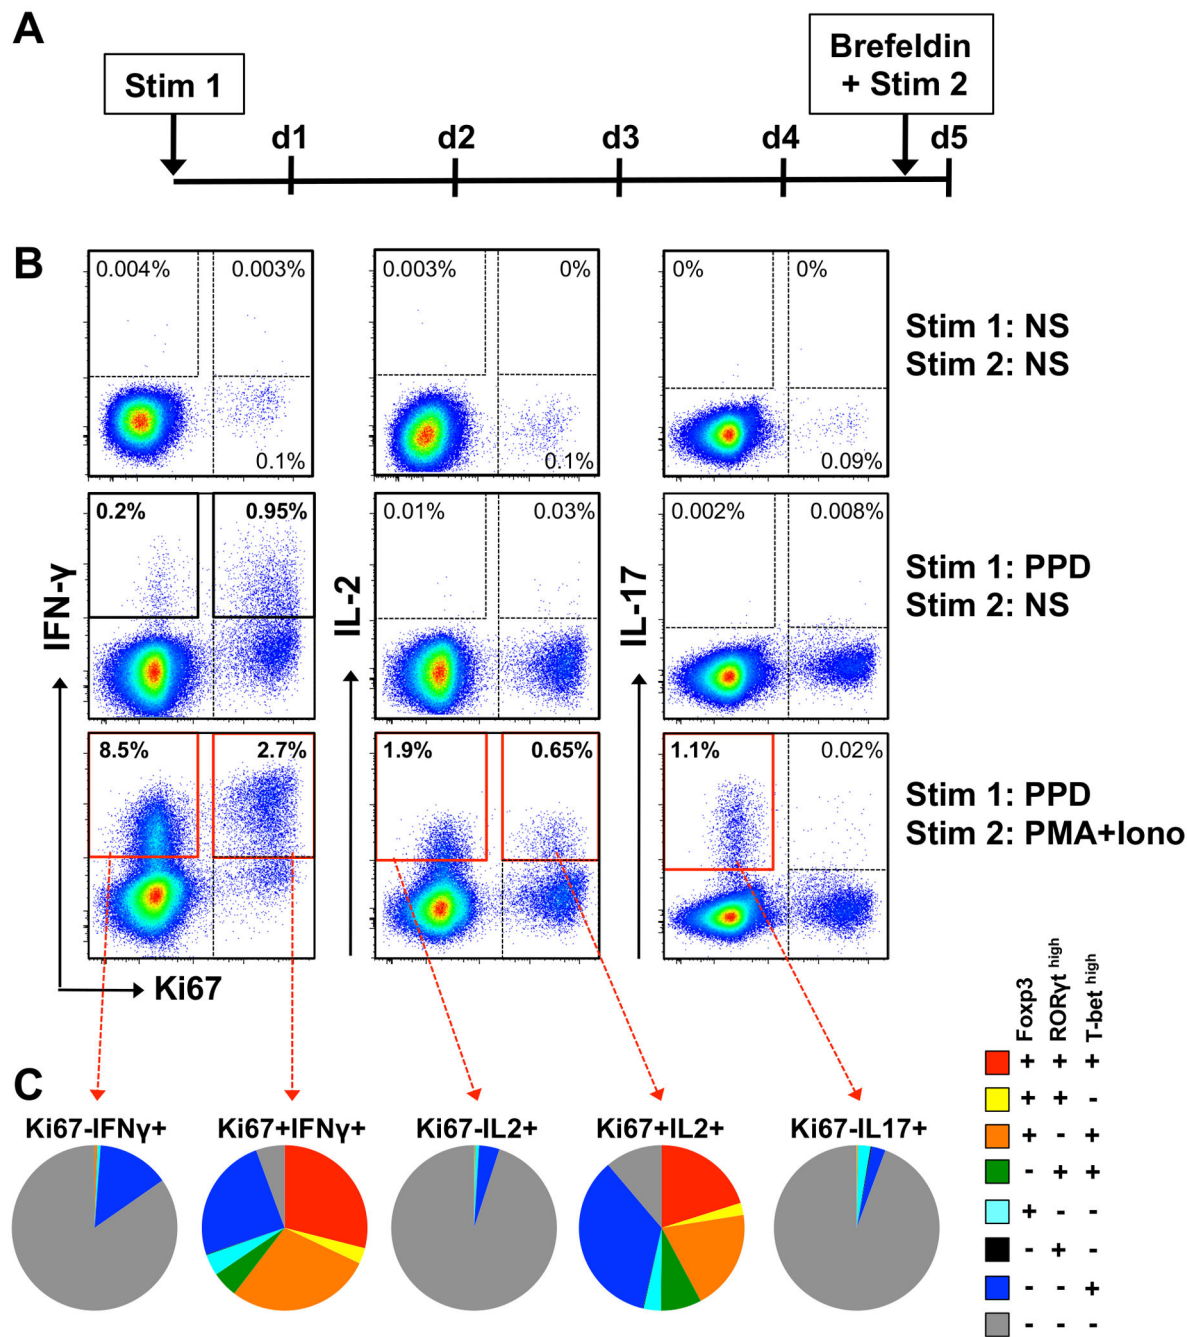 A
Stim 1
Brefeldin
+ Stim 2
d1 d2 d3 d4 d5
B
0.004% 0.003% 0.003% 0% 0% 0%
Stim 1: NS
Stim 2: NS
0.1% 0.1% 0.09%
0.2% 0.95% 0.01% 0.03% 0.002% 0.008%
Stim 1: PPD
Stim 2: NS
IFN-γ IL-2 IL-17
8.5% 2.7% 1.9% 0.65% 1.1% 0.02%
Stim 1: PPD
Stim 2: PMA+Iono
Ki67
Foxp3 RORγt high T-bet high
+ + +
+ + -
+ - +
- + +
+ - -
- + -
- - +
- - -
C
Ki67-IFNγ+ Ki67+IFNγ+ Ki67-IL2+ Ki67+IL2+ Ki67-IL17+